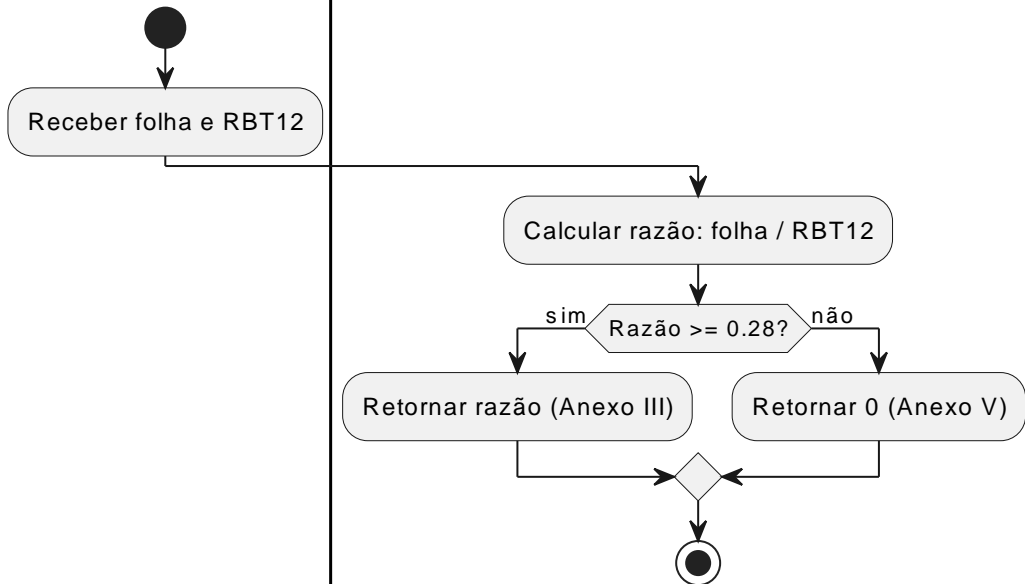 Receber folha e RBT12
Calcular razão: folha / RBT12
sim
Razão >= 0.28?
não
Retornar razão (Anexo III)
Retornar 0 (Anexo V)